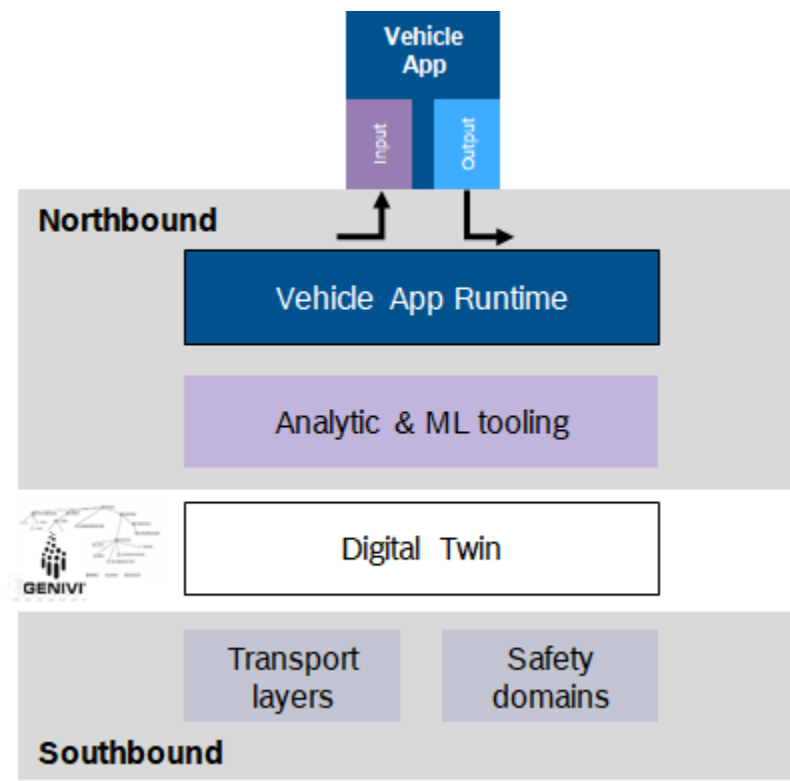 Vehicle
App
Input
Output
Northbound
Vehicle App Runtime
Analytic & ML tooling
Digital Twin
GENIVI
Transport
layers
Safety
domains
Southbound